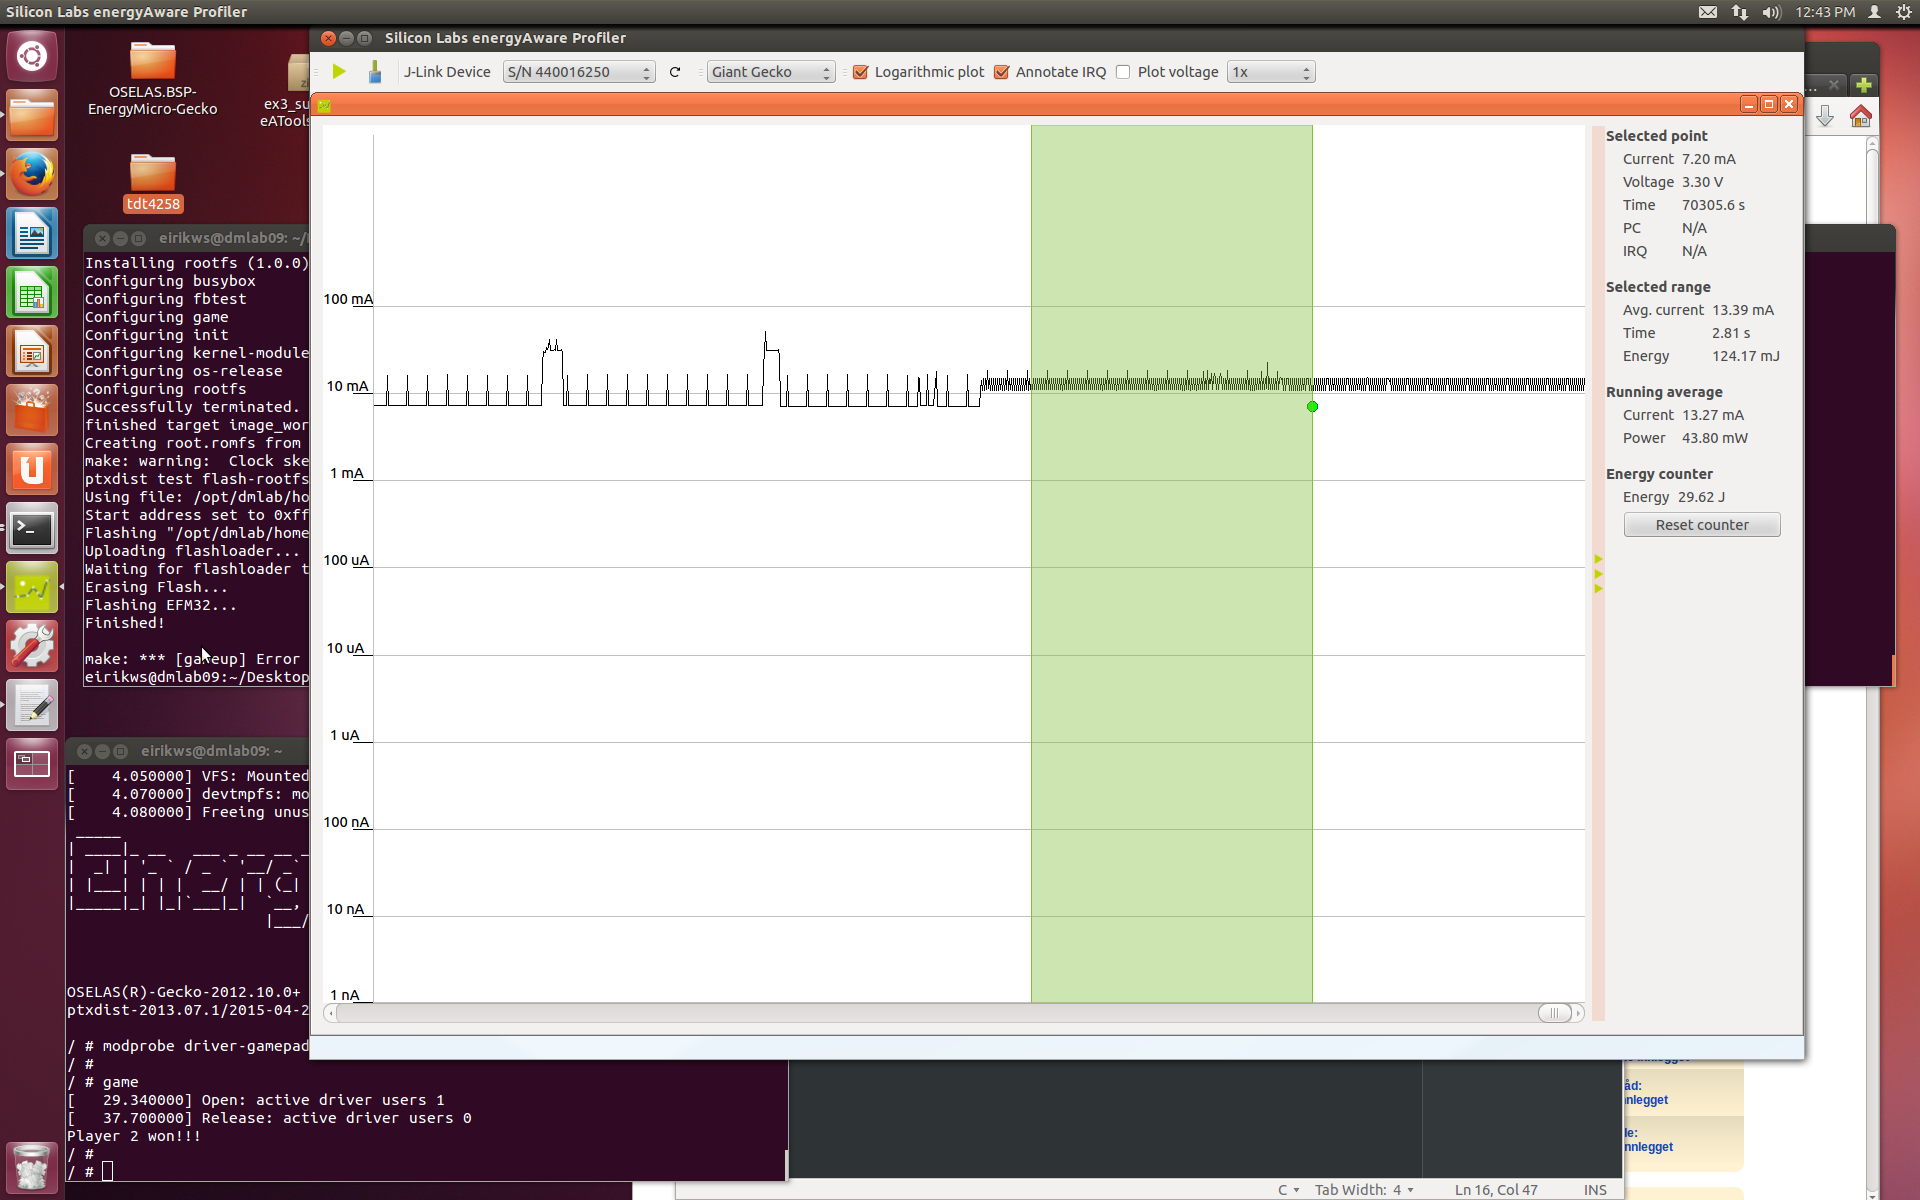 Silicon Labs energyAware Profiler
12:43 PM
OSELAS.BSP-
EnergyMicro-Gecko
ex3_su
eATools
tdt4258
eirikws@dmlab09: ~/
Installing rootfs (1.0.0)
Configuring busybox
Configuring fbtest
Configuring game
Configuring init
Configuring kernel-module
Configuring os-release
Configuring rootfs
Successfully terminated.
finished target image_wor
Creating root.romfs from
make: warning:  Clock ske
ptxdist test flash-rootfs
Using file: /opt/dmlab/ho
Start address set to 0xff
Flashing "/opt/dmlab/home
Uploading flashloader...
Waiting for flashloader t
Erasing Flash...
Flashing EFM32...
Finished!
make: *** [gameup] Error
eirikws@dmlab09:~/Desktop
eirikws@dmlab09: ~
[    4.050000] VFS: Mounted
[    4.070000] devtmpfs: mo
[    4.080000] Freeing unus
OSELAS(R)-Gecko-2012.10.0+
ptxdist-2013.07.1/2015-04-2
/ # modprobe driver-gamepad
/ #
/ # game
[   29.340000] Open: active driver users 1
[   37.700000] Release: active driver users 0
Player 2 won!!!
/ #
/ #
Silicon Labs energyAware Profiler
J-Link Device S/N 440016250 Giant Gecko Logarithmic plot Annotate IRQ Plot voltage 1x
100 mA
10 mA
1 mA
100 uA
10 uA
1 uA
100 nA
10 nA
1 nA
Selected point
Current 7.20 mA
Voltage 3.30 V
Time 70305.6 s
PC N/A
IRQ N/A
Selected range
Avg. current 13.39 mA
Time 2.81 s
Energy 124.17 mJ
Running average
Current 13.27 mA
Power 43.80 mW
Energy counter
Energy 29.62 J
Reset counter
åd:
nnlegget
le:
nnlegget
C Tab Width: 4 Ln 16, Col 47 INS